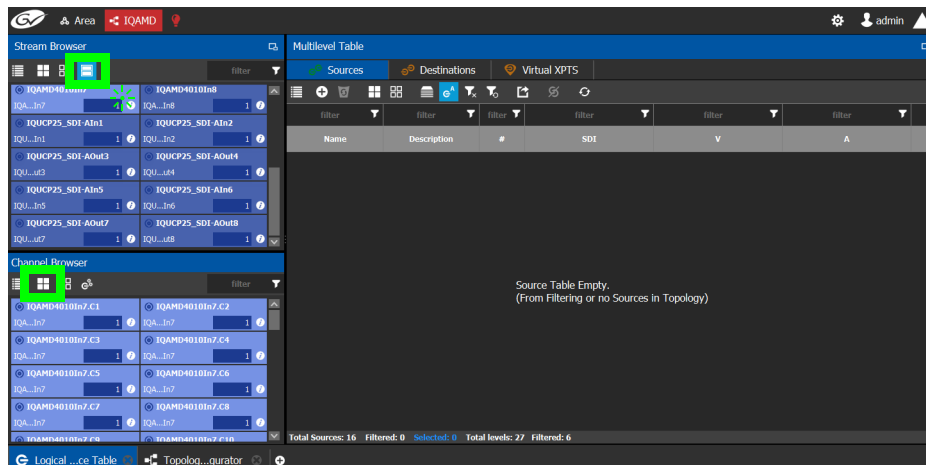 GV Area IQAMD admin
Stream Browser
filter
IQAMD4010In7 IQAMD4010In8
IQA...In7 1 IQA...In8 1
IQUCP25_SDI-AIn1 IQUCP25_SDI-AIn2
IQU...In1 1 IQU...In2 1
IQUCP25_SDI-AOut3 IQUCP25_SDI-AOut4
IQU...ut3 1 IQU...ut4 1
IQUCP25_SDI-AIn5 IQUCP25_SDI-AIn6
IQU...In5 1 IQU...In6 1
IQUCP25_SDI-AOut7 IQUCP25_SDI-AOut8
IQU...ut7 1 IQU...ut8 1
Channel Browser
filter
IQAMD4010In7.C1 IQAMD4010In7.C2
IQA...In7 1 IQA...In7 1
IQAMD4010In7.C3 IQAMD4010In7.C4
IQA...In7 1 IQA...In7 1
IQAMD4010In7.C5 IQAMD4010In7.C6
IQA...In7 1 IQA...In7 1
IQAMD4010In7.C7 IQAMD4010In7.C8
IQA...In7 1 IQA...In7 1
IQAMD4010In7.C9 IQAMD4010In7.C10
Multilevel Table
Sources Destinations Virtual XPTS
filter filter filter filter filter filter
Name Description # SDI V A
Source Table Empty.
(From Filtering or no Sources in Topology)
Total Sources: 16 Filtered: 0 Selected: 0 Total levels: 27 Filtered: 6
Logical ...ce Table Topolog...gurator